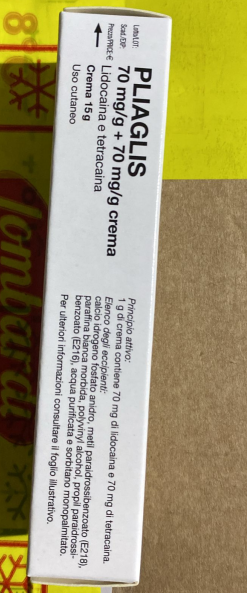 Lotto/LOT:
Scad./EXP:
Prezzo/PRICE €
PLIAGLIS
70 mg/g + 70 mg/g crema
Lidocaina e tetracaina
Crema 15 g
Uso cutaneo
Principio attivo:
1 g di crema contiene 70 mg di lidocaina e 70 mg di tetracaina.
Elenco degli eccipienti:
calcio idrogeno fosfato anidro, metil paraidrossibenzoato (E218),
paraffina bianca morbida, polyvinyl alcohol, propil paraidrossi-
benzoato (E216), acqua purificata e sorbitano monopalmitato.
Per ulteriori informazioni consultare il foglio illustrativo.